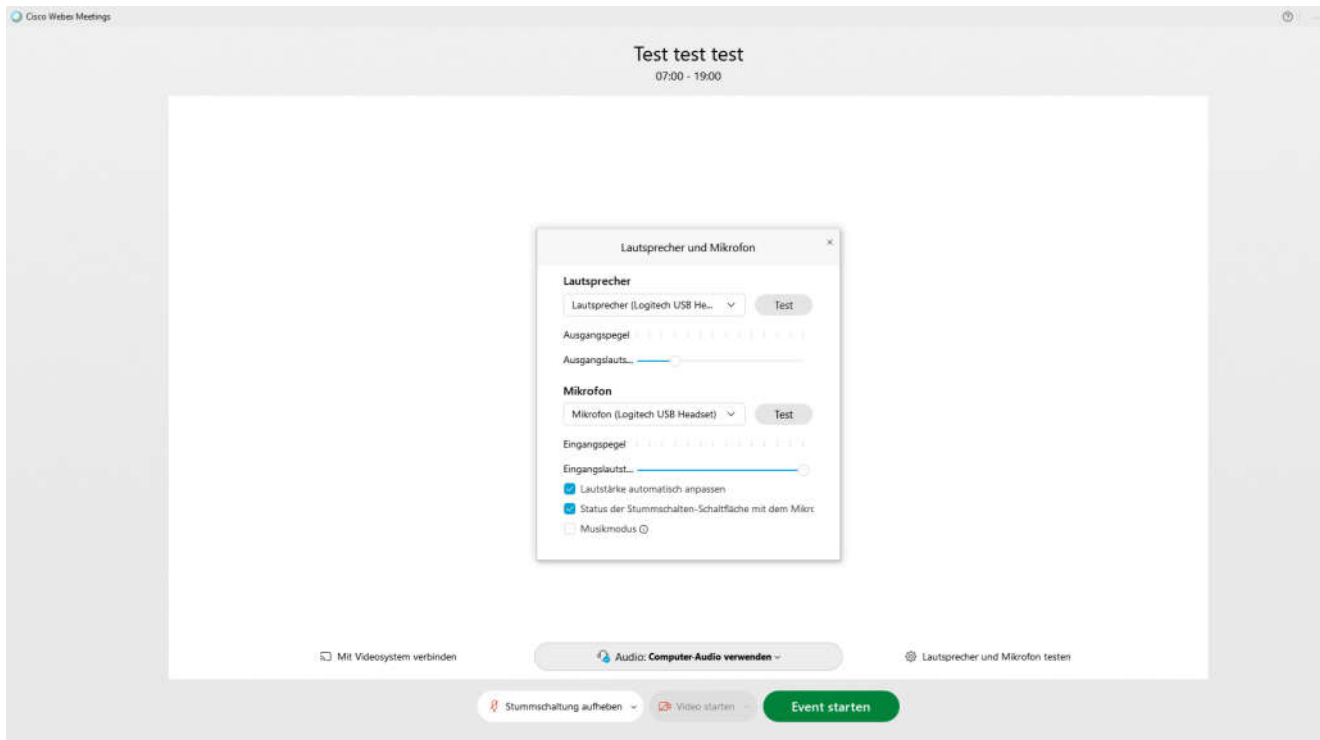 Cisco Webex Meetings
Test test test
07:00 - 19:00
Lautsprecher und Mikrofon
Lautsprecher
Lautsprecher (Logitech USB He...
Test
Ausgangspegel
Ausgangslauts...
Mikrofon
Mikrofon (Logitech USB Headset)
Test
Eingangspegel
Eingangslautst...
Lautstärke automatisch anpassen
Status der Stummschalten-Schaltfläche mit dem Mikrc
Musikmodus
Mit Videosystem verbinden
Audio: Computer-Audio verwenden
Lautsprecher und Mikrofon testen
Stummschaltung aufheben
Video starten
Event starten